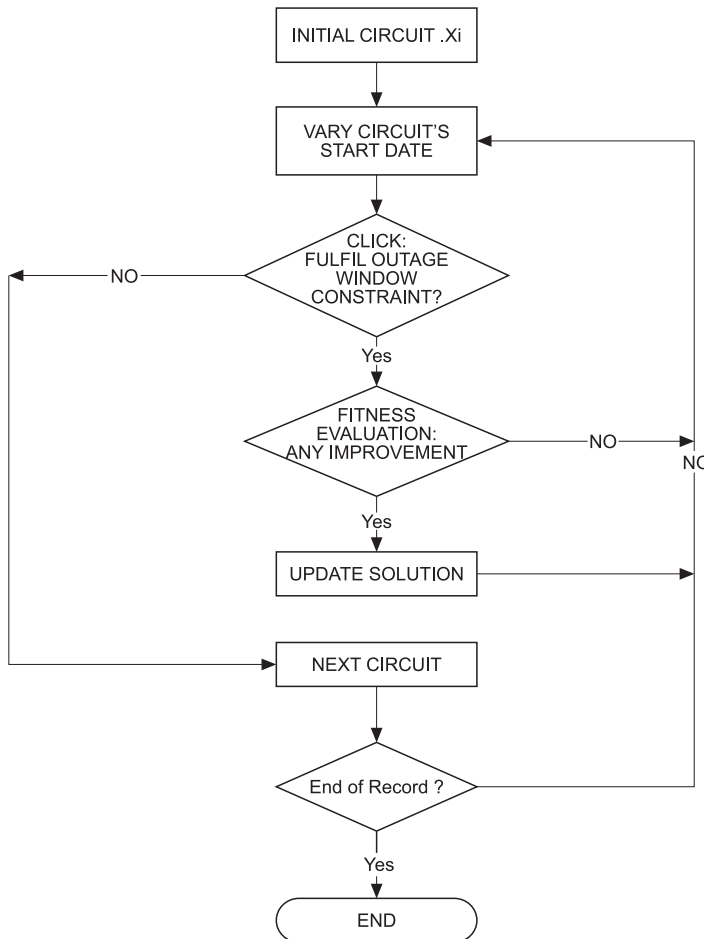 INITIAL CIRCUIT .Xi
VARY CIRCUIT'S
START DATE
CLICK:
FULFIL OUTAGE
WINDOW
CONSTRAINT?
NO
Yes
FITNESS
EVALUATION:
ANY IMPROVEMENT
NO
NO
Yes
UPDATE SOLUTION
NEXT CIRCUIT
End of Record ?
Yes
END